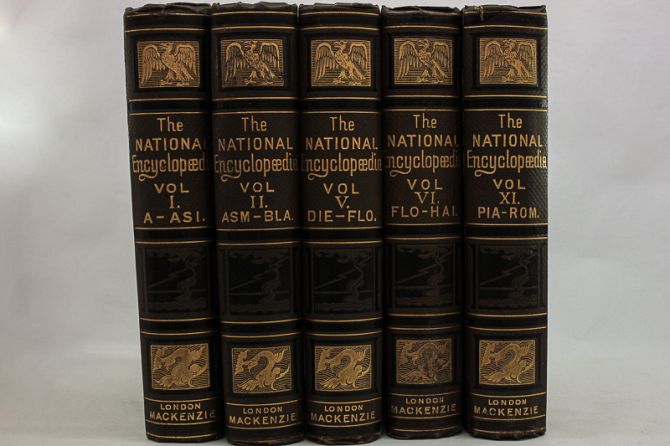 The
NATIONAL
Encyclopædia
VOL
I.
A-ASI.
LONDON
MACKENZIE
The
NATIONAL
Encyclopædia
VOL
II.
ASM-BLA.
LONDON
MACKENZIE
The
NATIONAL
Encyclopædia
VOL
V.
DIE-FLO.
LONDON
MACKENZIE
The
NATIONAL
Encyclopædia
VOL
VI.
FLO-HAI.
LONDON
MACKENZIE
The
NATIONAL
Encyclopædia
VOL
XI.
PIA-ROM.
LONDON
MACKENZIE